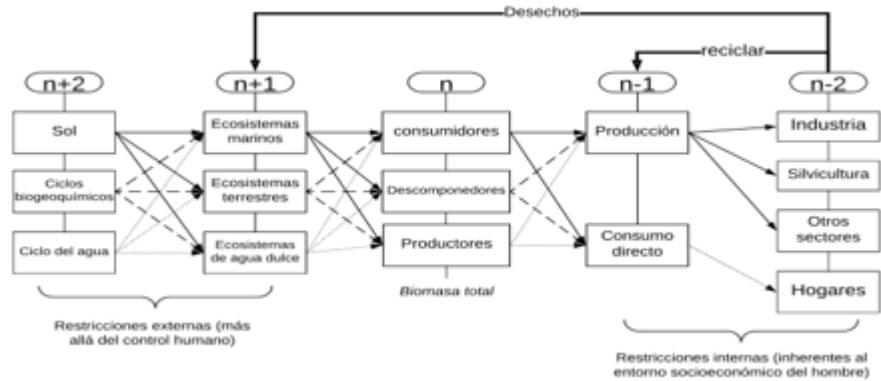 Desechos
reciclar
n+2
n+1
n
n-1
n-2
Sol
Ciclos
biogeoquímicos
Ciclo del agua
Ecosistemas
marinos
Ecosistemas
terrestres
Ecosistemas
de agua dulce
consumidores
Descomponedores
Productores
Biomasa total
Producción
Consumo
directo
Industria
Silvicultura
Otros
sectores
Hogares
Restricciones externas (más
allá del control humano)
Restricciones internas (inherentes al
entorno socioeconómico del hombre)